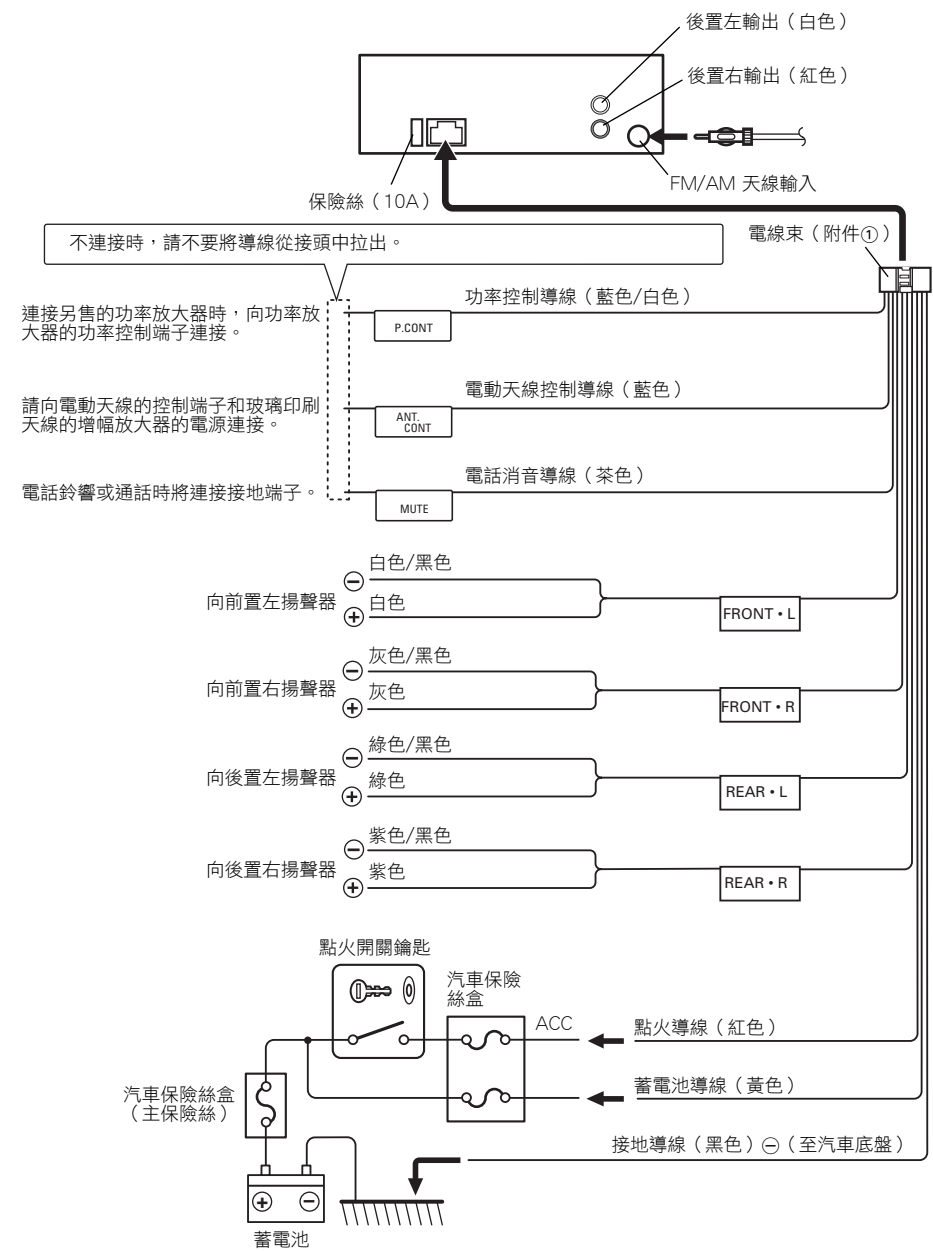 後置左輸出（白色）
後置右輸出（紅色）
FM/AM 天線輸入
保險絲（10A）
電線束（附件①）
不連接時，請不要將導線從接頭中拉出。
功率控制導線（藍色/白色）
連接另售的功率放大器時，向功率放
大器的功率控制端子連接。
P.CONT
電動天線控制導線（藍色）
請向電動天線的控制端子和玻璃印刷
天線的增幅放大器的電源連接。
ANT.
CONT
電話消音導線（茶色）
電話鈴響或通話時將連接接地端子。
MUTE
白色/黑色
⊖
向前置左揚聲器
白色
⊕
FRONT・L
灰色/黑色
⊖
向前置右揚聲器
灰色
⊕
FRONT・R
綠色/黑色
⊖
向後置左揚聲器
綠色
⊕
REAR・L
紫色/黑色
⊖
向後置右揚聲器
紫色
⊕
REAR・R
點火開關鑰匙
汽車保險
絲盒
ACC
點火導線（紅色）
汽車保險絲盒
（主保險絲）
蓄電池導線（黃色）
接地導線（黑色）⊖（至汽車底盤）
⊕ ⊖
蓄電池